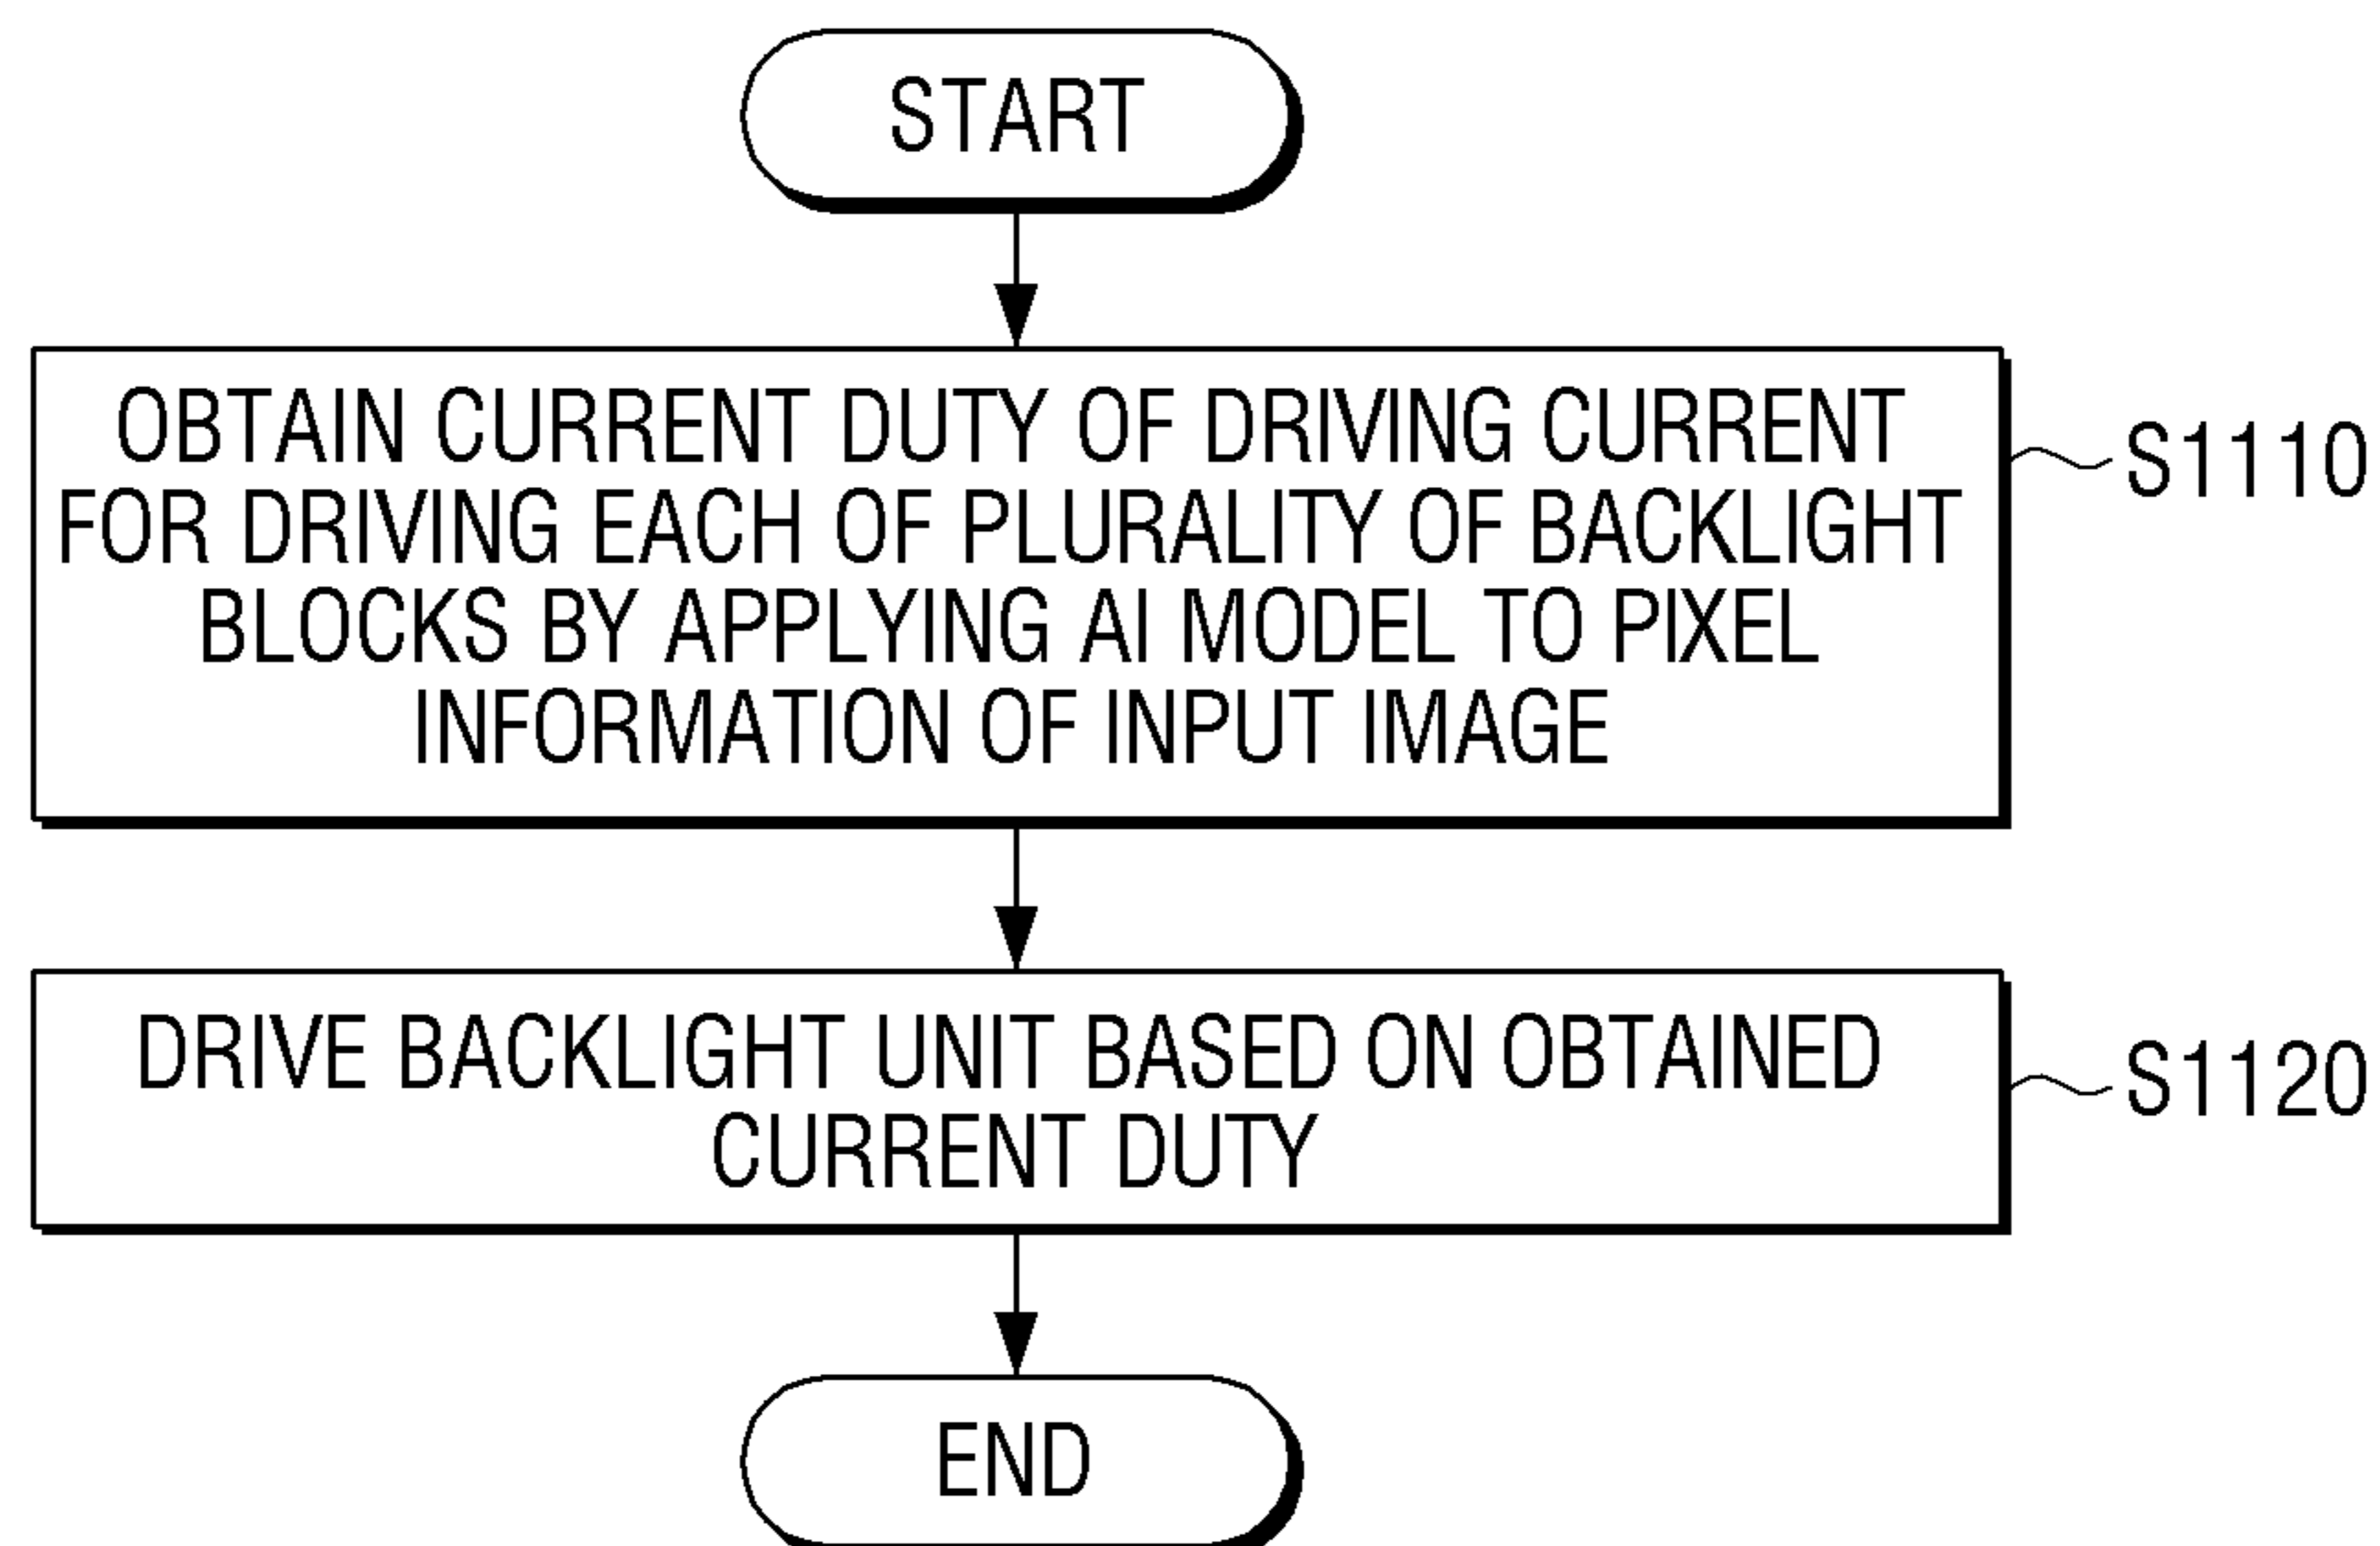 START
OBTAIN CURRENT DUTY OF DRIVING CURRENT
FOR DRIVING EACH OF PLURALITY OF BACKLIGHT
BLOCKS BY APPLYING AI MODEL TO PIXEL
INFORMATION OF INPUT IMAGE
S1110
DRIVE BACKLIGHT UNIT BASED ON OBTAINED
CURRENT DUTY
S1120
END